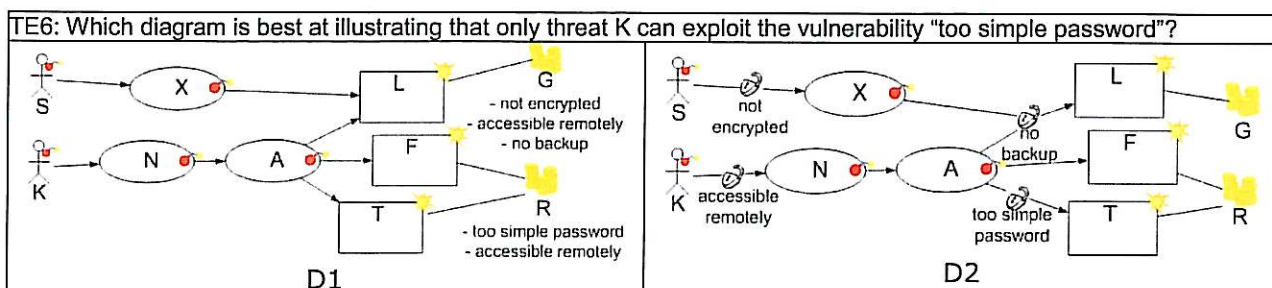 TE6: Which diagram is best at illustrating that only threat K can exploit the vulnerability “too simple password”?
S
X
L
G
- not encrypted
- accessible remotely
- no backup
K
N
A
F
R
T
- too simple password
- accessible remotely
D1
S
not
encrypted
X
L
G
no
backup
K
accessible
remotely
N
A
F
R
too simple
password
T
D2